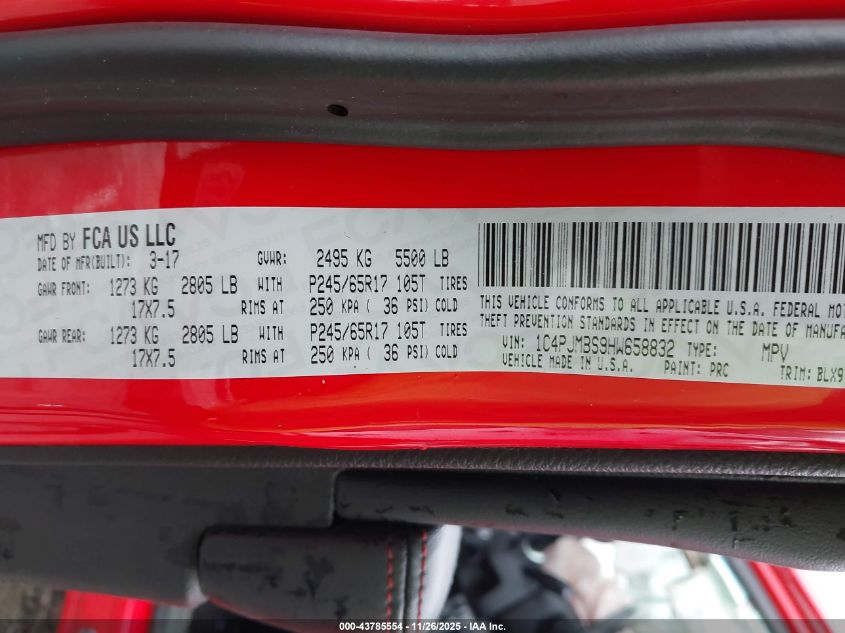 MFD BY FCA US LLC
DATE OF MFR(BUILT): 3-17 GVWR: 2495 KG 5500 LB
GAWR FRONT: 1273 KG 2805 LB WITH P245/65R17 105T TIRES
17X7.5 RIMS AT 250 KPA ( 36 PSI) COLD
GAWR REAR: 1273 KG 2805 LB WITH P245/65R17 105T TIRES
17X7.5 RIMS AT 250 KPA ( 36 PSI) COLD
THIS VEHICLE CONFORMS TO ALL APPLICABLE U.S.A. FEDERAL MOT
THEFT PREVENTION STANDARDS IN EFFECT ON THE DATE OF MANUFA
VIN: 1C4PJMBS9HW658832 TYPE: MPV
VEHICLE MADE IN U.S.A. PAINT: PRC TRIM: BLX9
000-43785554 - 11/26/2025 - IAA Inc.